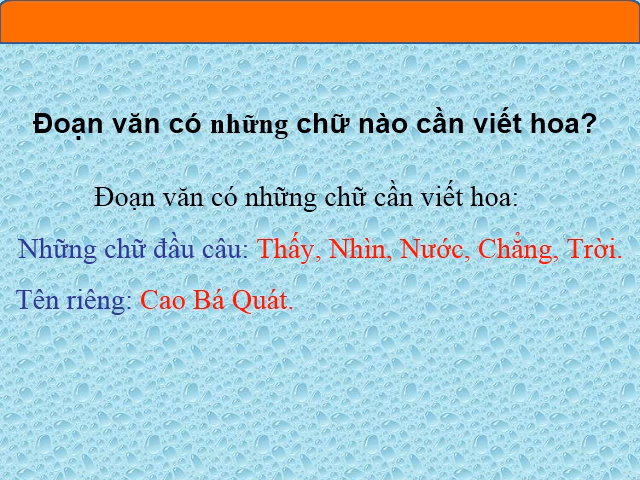 Đoạn văn có những chữ nào cần viết hoa?
Đoạn văn có những chữ cần viết hoa:
Những chữ đầu câu: Thấy, Nhìn, Nước, Chẳng, Trời.
Tên riêng: Cao Bá Quát.